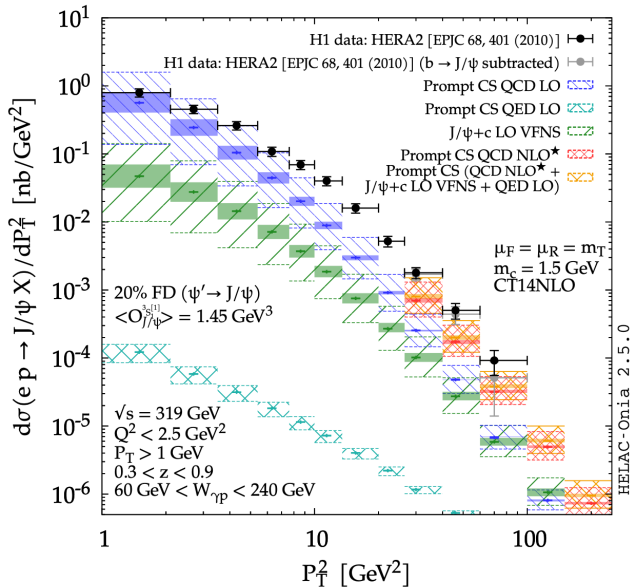 H1 data: HERA2 [EPJC 68, 401 (2010)]
H1 data: HERA2 [EPJC 68, 401 (2010)] (b → J/ψ subtracted)
Prompt CS QCD LO
Prompt CS QED LO
J/ψ+c LO VFNS
Prompt CS QCD NLO★
Prompt CS (QCD NLO★ +
J/ψ+c LO VFNS + QED LO)
μF = μR = mT
mc = 1.5 GeV
CT14NLO
20% FD (ψ′ → J/ψ)
<O^{3S[1]}_{J/ψ}> = 1.45 GeV³
√s = 319 GeV
Q² < 2.5 GeV²
PT > 1 GeV
0.3 < z < 0.9
60 GeV < Wγp < 240 GeV
dσ(e p → J/ψ X)/dP²T [nb/GeV²]
10¹
10⁰
10⁻¹
10⁻²
10⁻³
10⁻⁴
10⁻⁵
10⁻⁶
1 10 100
P²T [GeV²]
HELAC-Onia 2.5.0